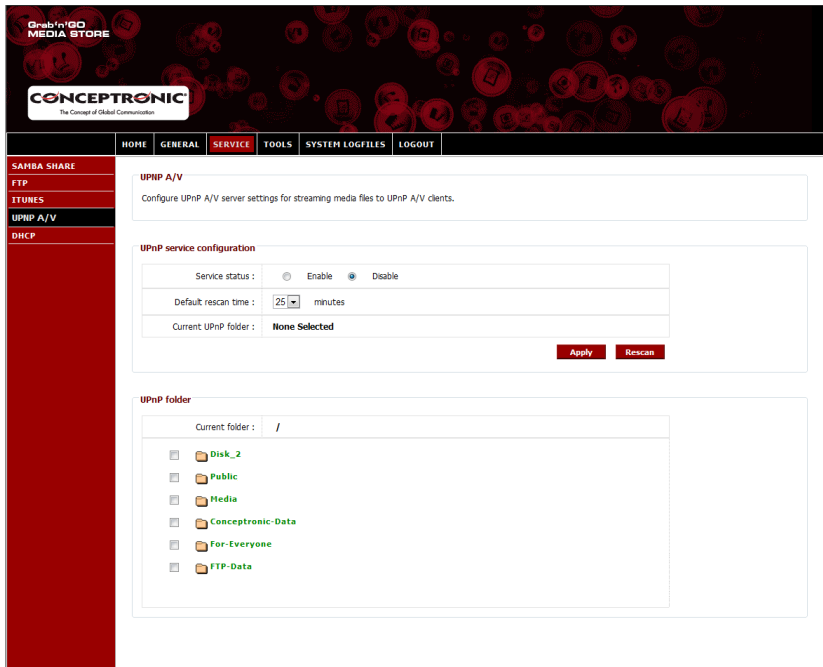 Grab'n'GO
MEDIA STORE
CONCEPTRONIC
The Concept of Global Communication
HOME GENERAL SERVICE TOOLS SYSTEM LOGFILES LOGOUT
SAMBA SHARE
FTP
ITUNES
UPNP A/V
DHCP
UPNP A/V
Configure UPnP A/V server settings for streaming media files to UPnP A/V clients.
UPnP service configuration
Service status : Enable Disable
Default rescan time : 25 minutes
Current UPnP folder : None Selected
Apply Rescan
UPnP folder
Current folder : /
Disk_2
Public
Media
Conceptronic-Data
For-Everyone
FTP-Data